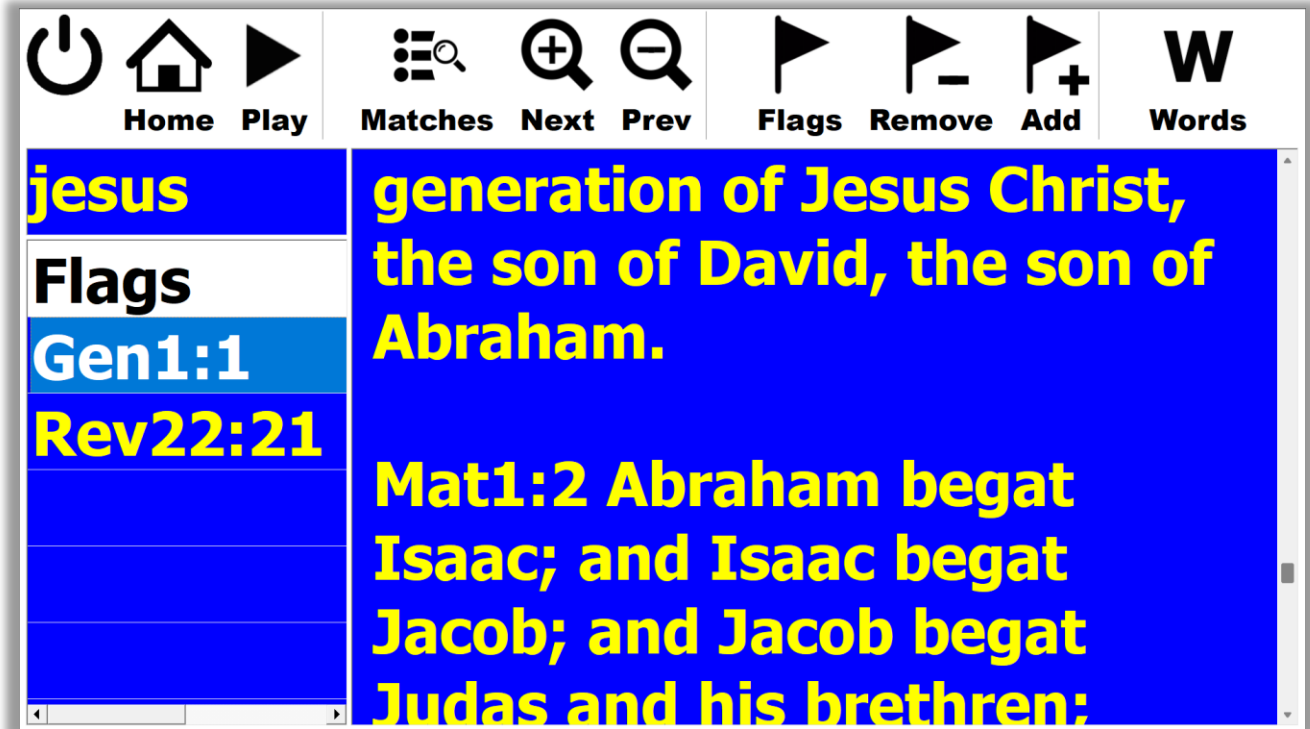 Home Play Matches Next Prev Flags Remove Add W Words
jesus
Flags
Gen1:1
Rev22:21
generation of Jesus Christ,
the son of David, the son of
Abraham.
Mat1:2 Abraham begat
Isaac; and Isaac begat
Jacob; and Jacob begat
Judas and his brethren;